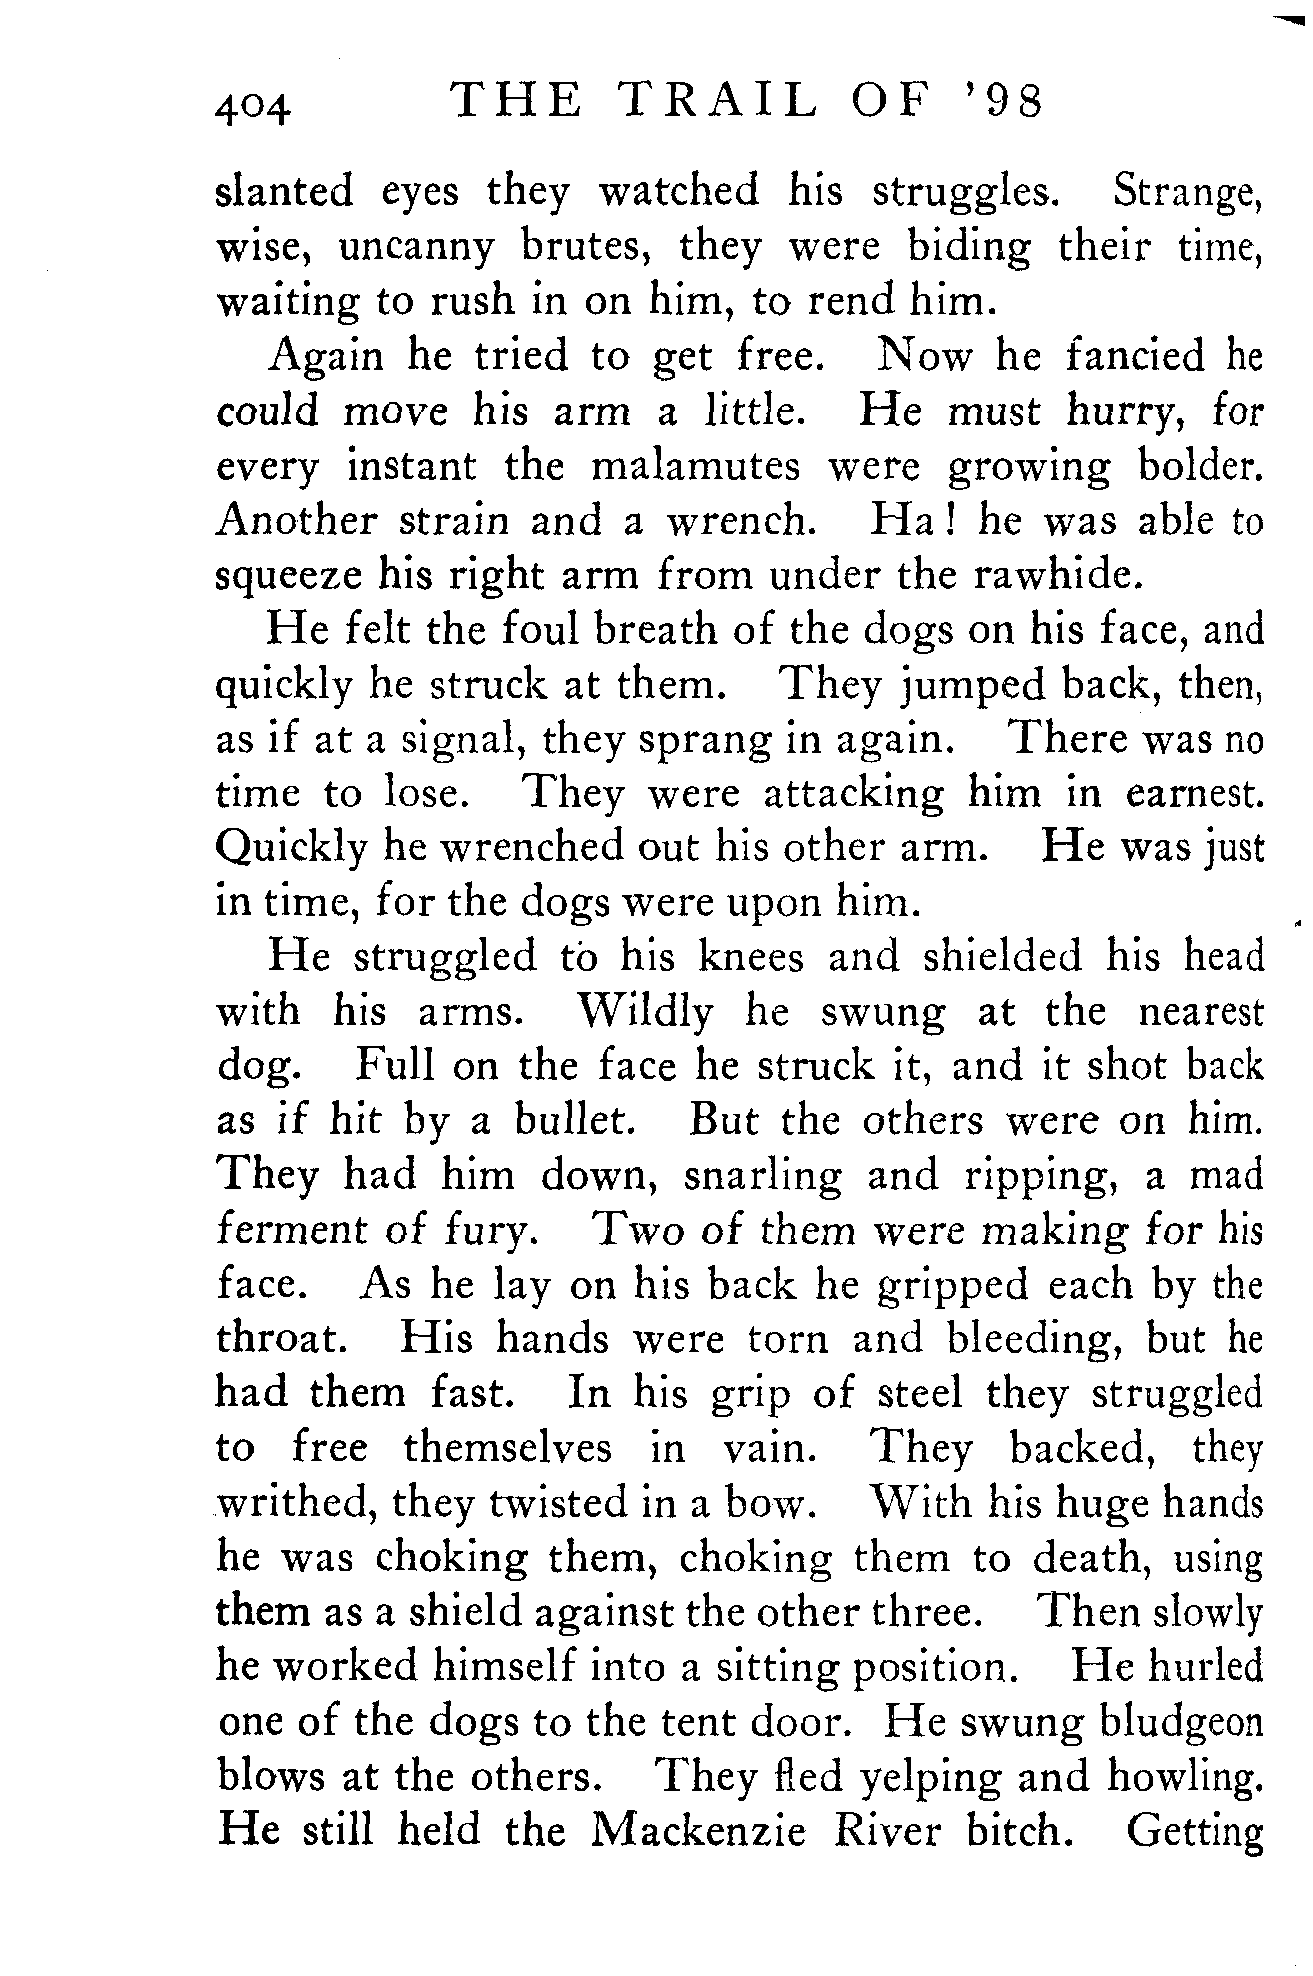 404 THE TRAIL OF '98
slanted eyes they watched his struggles. Strange,
wise, uncanny brutes, they were biding their time,
waiting to rush in on him, to rend him.
Again he tried to get free. Now he fancied he
could move his arm a little. He must hurry, for
every instant the malamutes were growing bolder.
Another strain and a wrench. Ha! he was able to
squeeze his right arm from under the rawhide.
He felt the foul breath of the dogs on his face, and
quickly he struck at them. They jumped back, then,
as if at a signal, they sprang in again. There was no
time to lose. They were attacking him in earnest.
Quickly he wrenched out his other arm. He was just
in time, for the dogs were upon him.
He struggled to his knees and shielded his head
with his arms. Wildly he swung at the nearest
dog. Full on the face he struck it, and it shot back
as if hit by a bullet. But the others were on him.
They had him down, snarling and ripping, a mad
ferment of fury. Two of them were making for his
face. As he lay on his back he gripped each by the
throat. His hands were torn and bleeding, but he
had them fast. In his grip of steel they struggled
to free themselves in vain. They backed, they
writhed, they twisted in a bow. With his huge hands
he was choking them, choking them to death, using
them as a shield against the other three. Then slowly
he worked himself into a sitting position. He hurled
one of the dogs to the tent door. He swung bludgeon
blows at the others. They fled yelping and howling.
He still held the Mackenzie River bitch. Getting